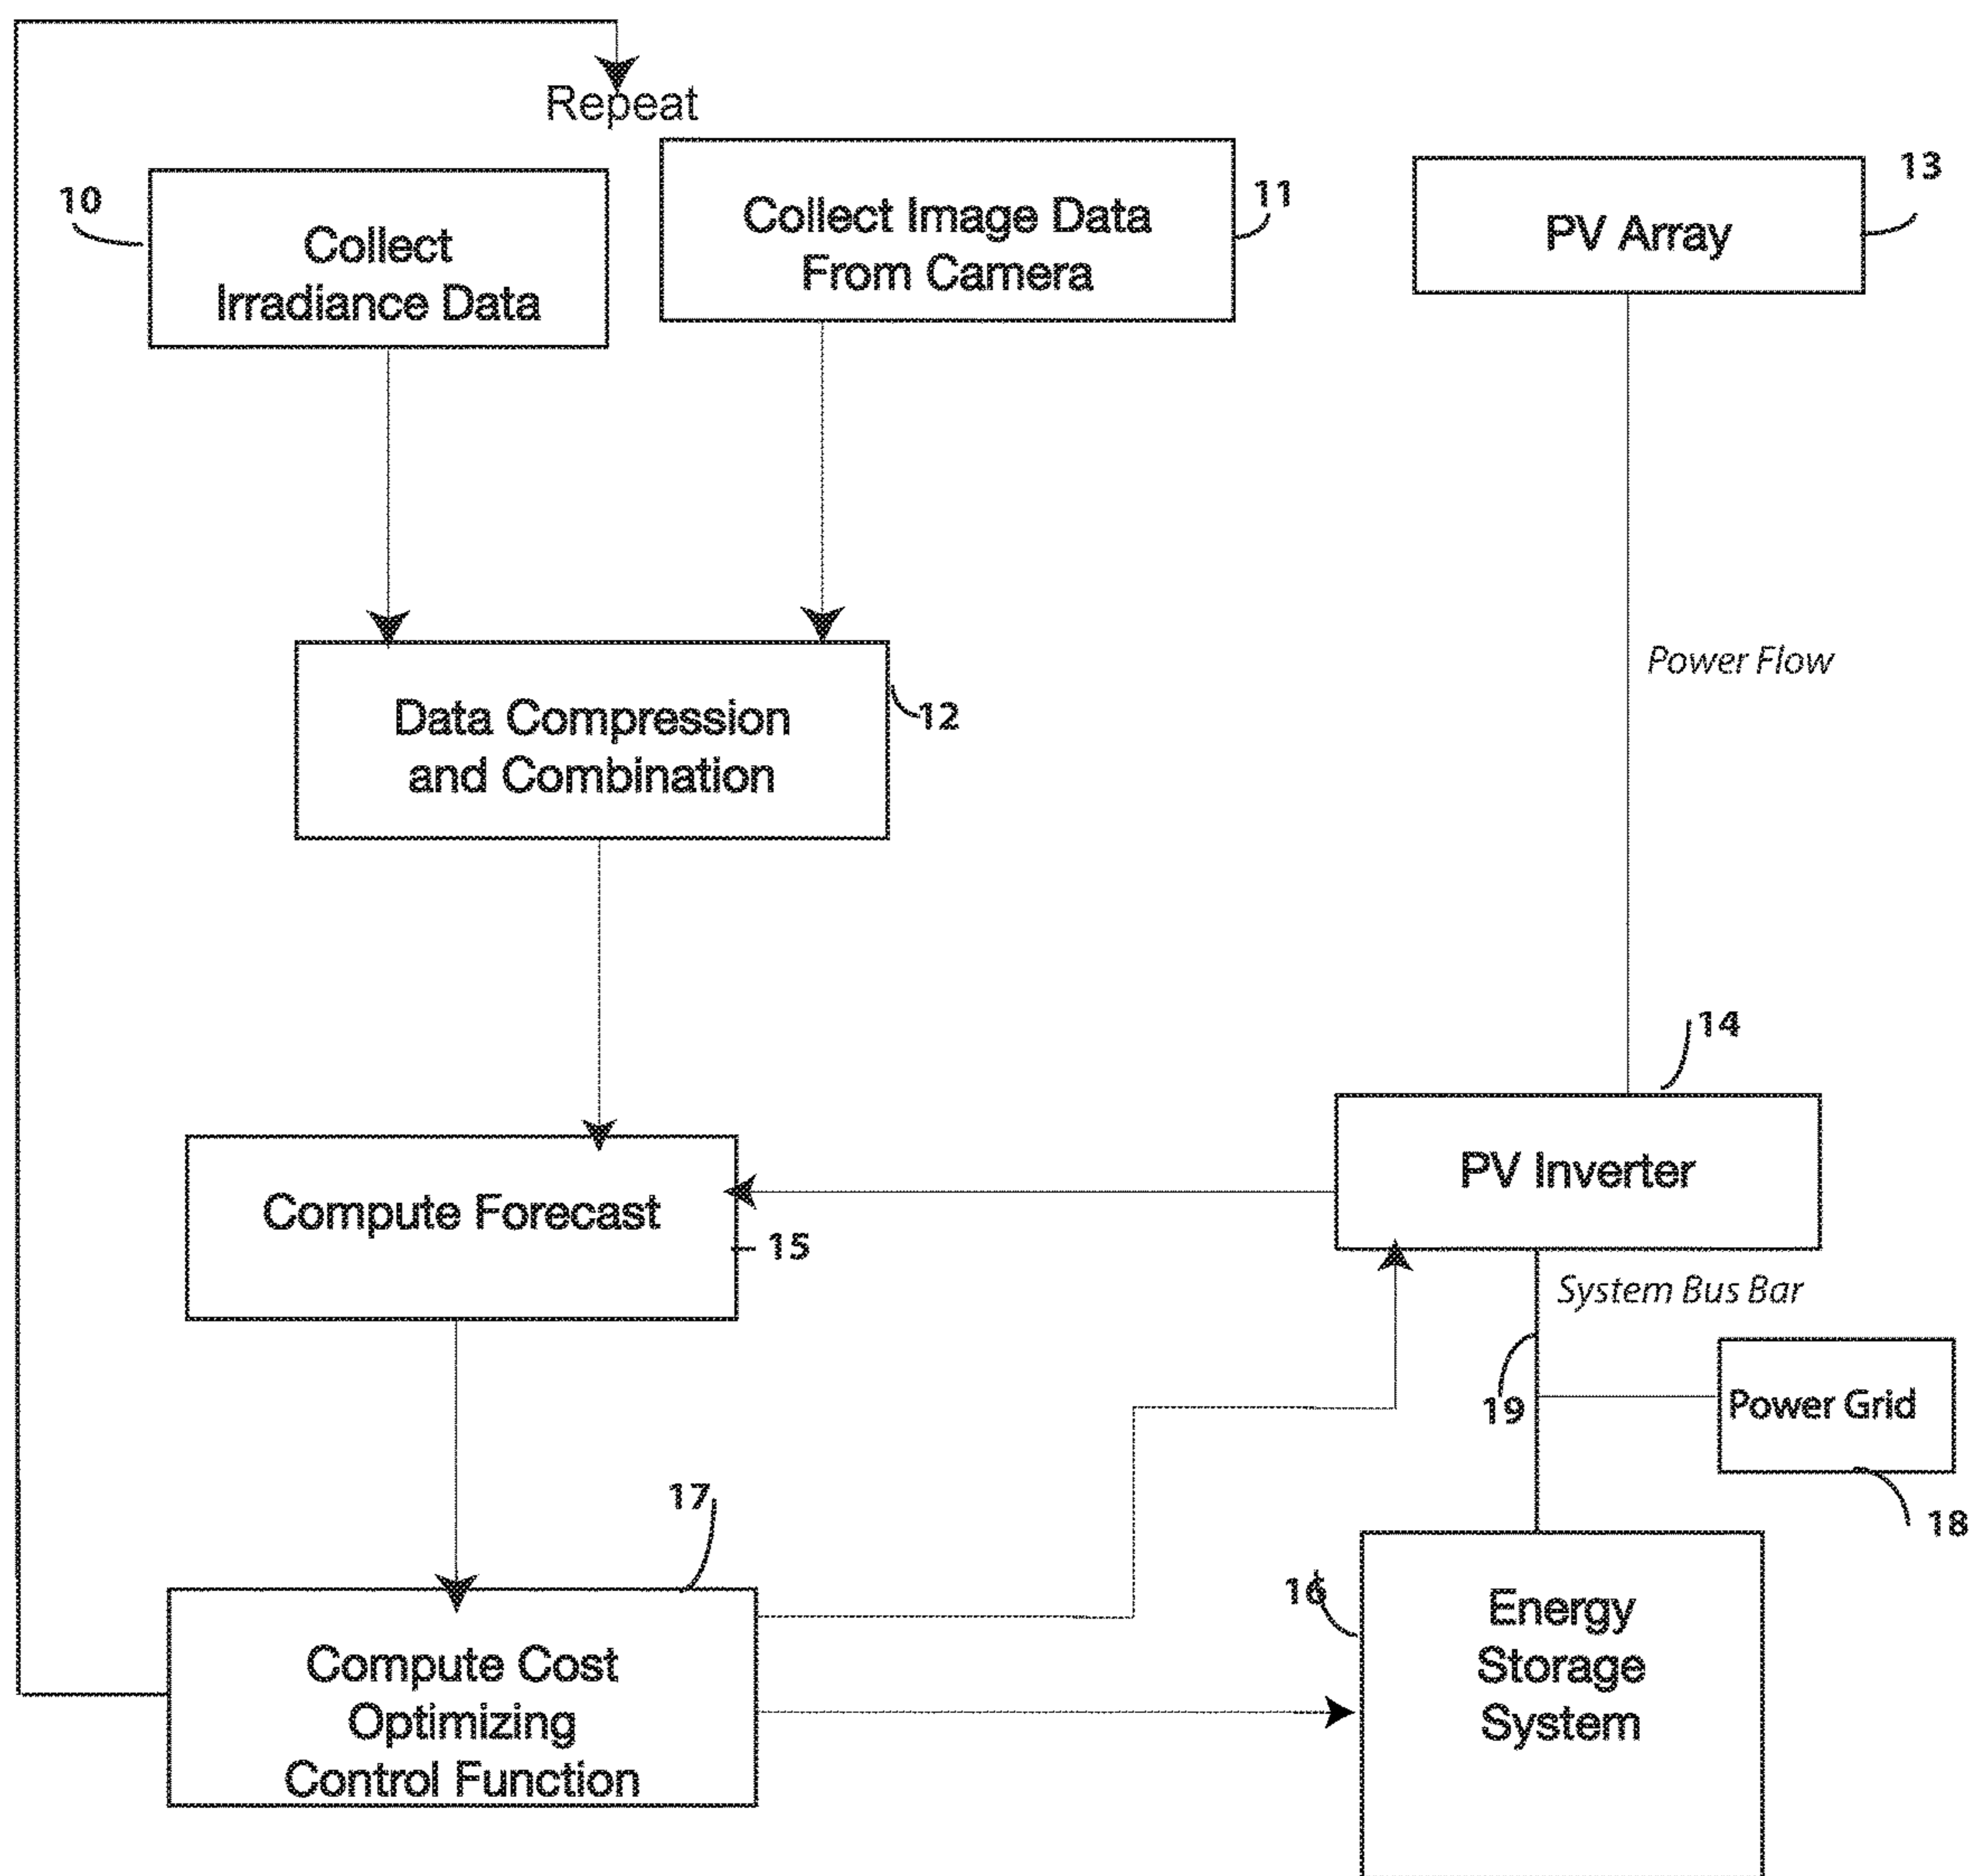 Repeat
10
Collect
Irradiance Data
Collect Image Data
From Camera
11
PV Array
13
Power Flow
Data Compression
and Combination
12
14
PV Inverter
Compute Forecast
15
System Bus Bar
19
Power Grid
18
17
Compute Cost
Optimizing
Control Function
16
Energy
Storage
System